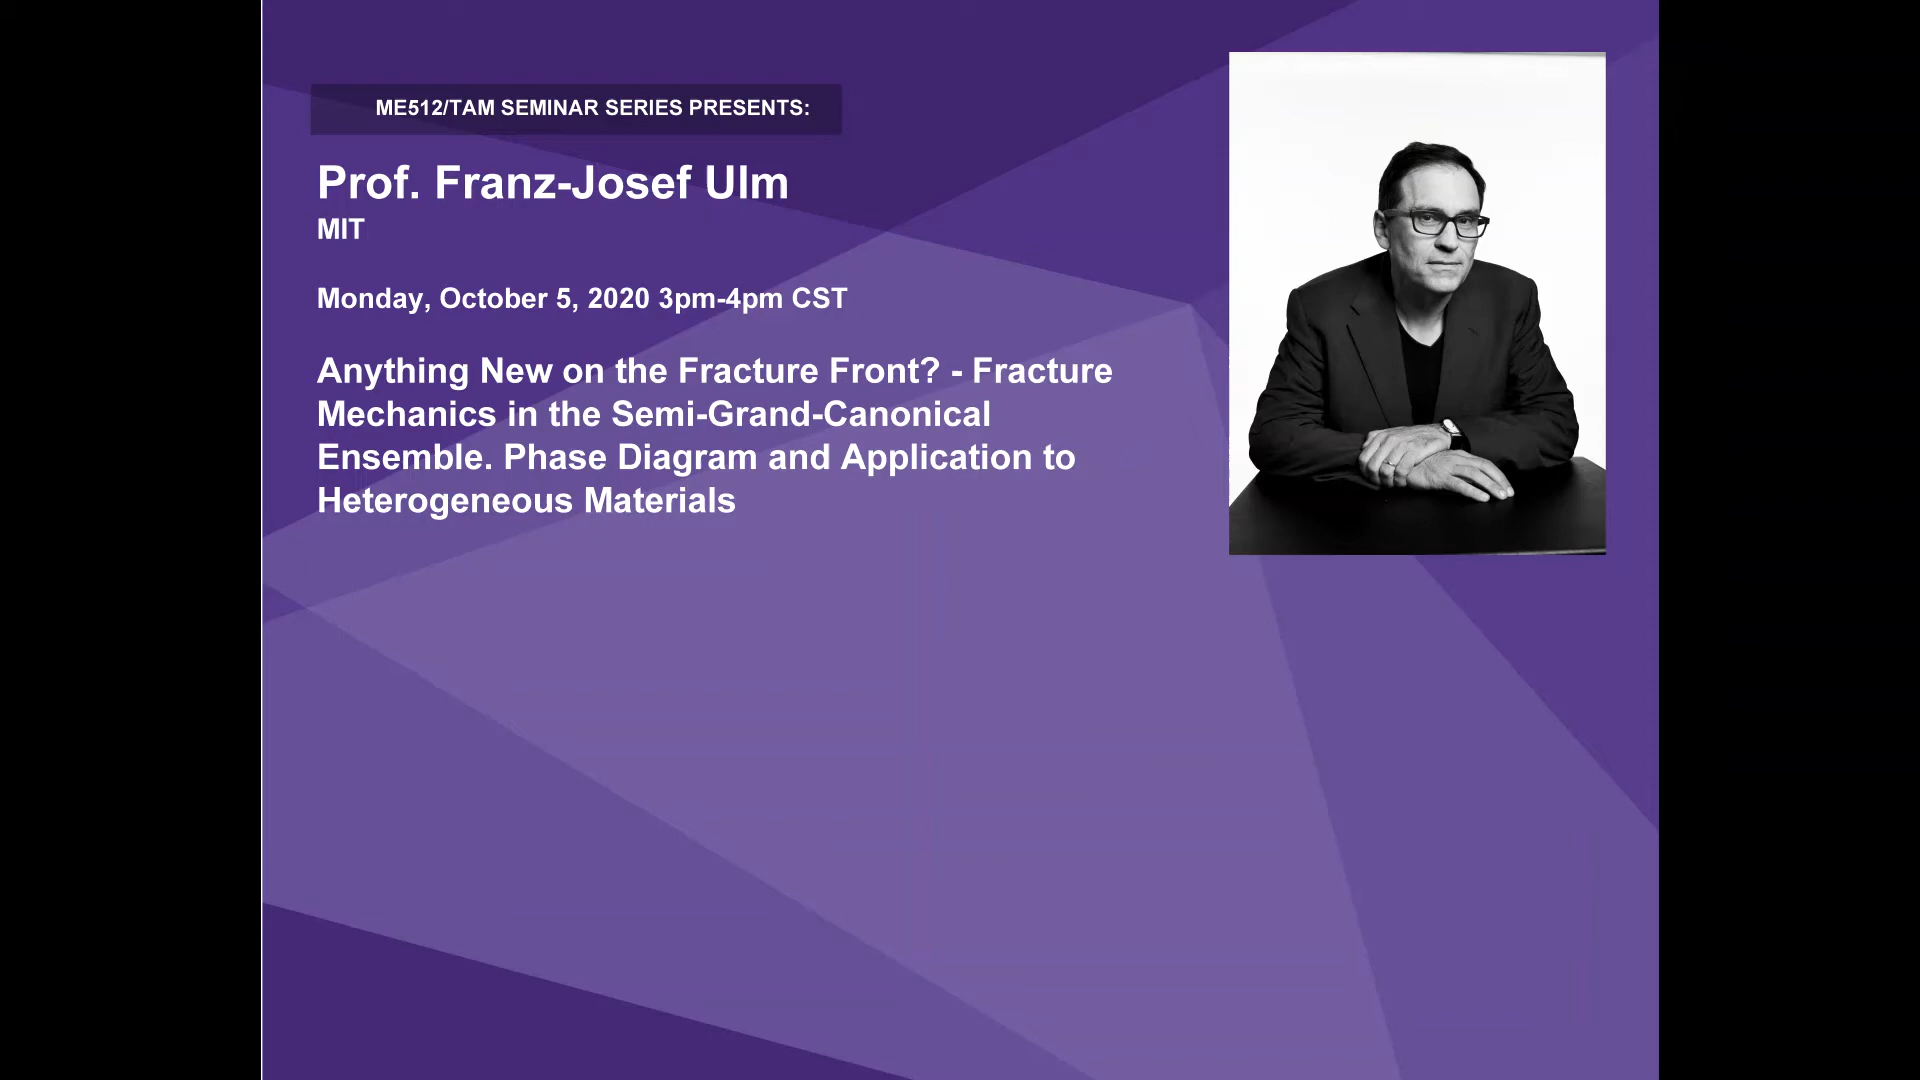 ME512/TAM SEMINAR SERIES PRESENTS:
Prof. Franz-Josef Ulm
MIT
Monday, October 5, 2020 3pm-4pm CST
Anything New on the Fracture Front? - Fracture
Mechanics in the Semi-Grand-Canonical
Ensemble. Phase Diagram and Application to
Heterogeneous Materials